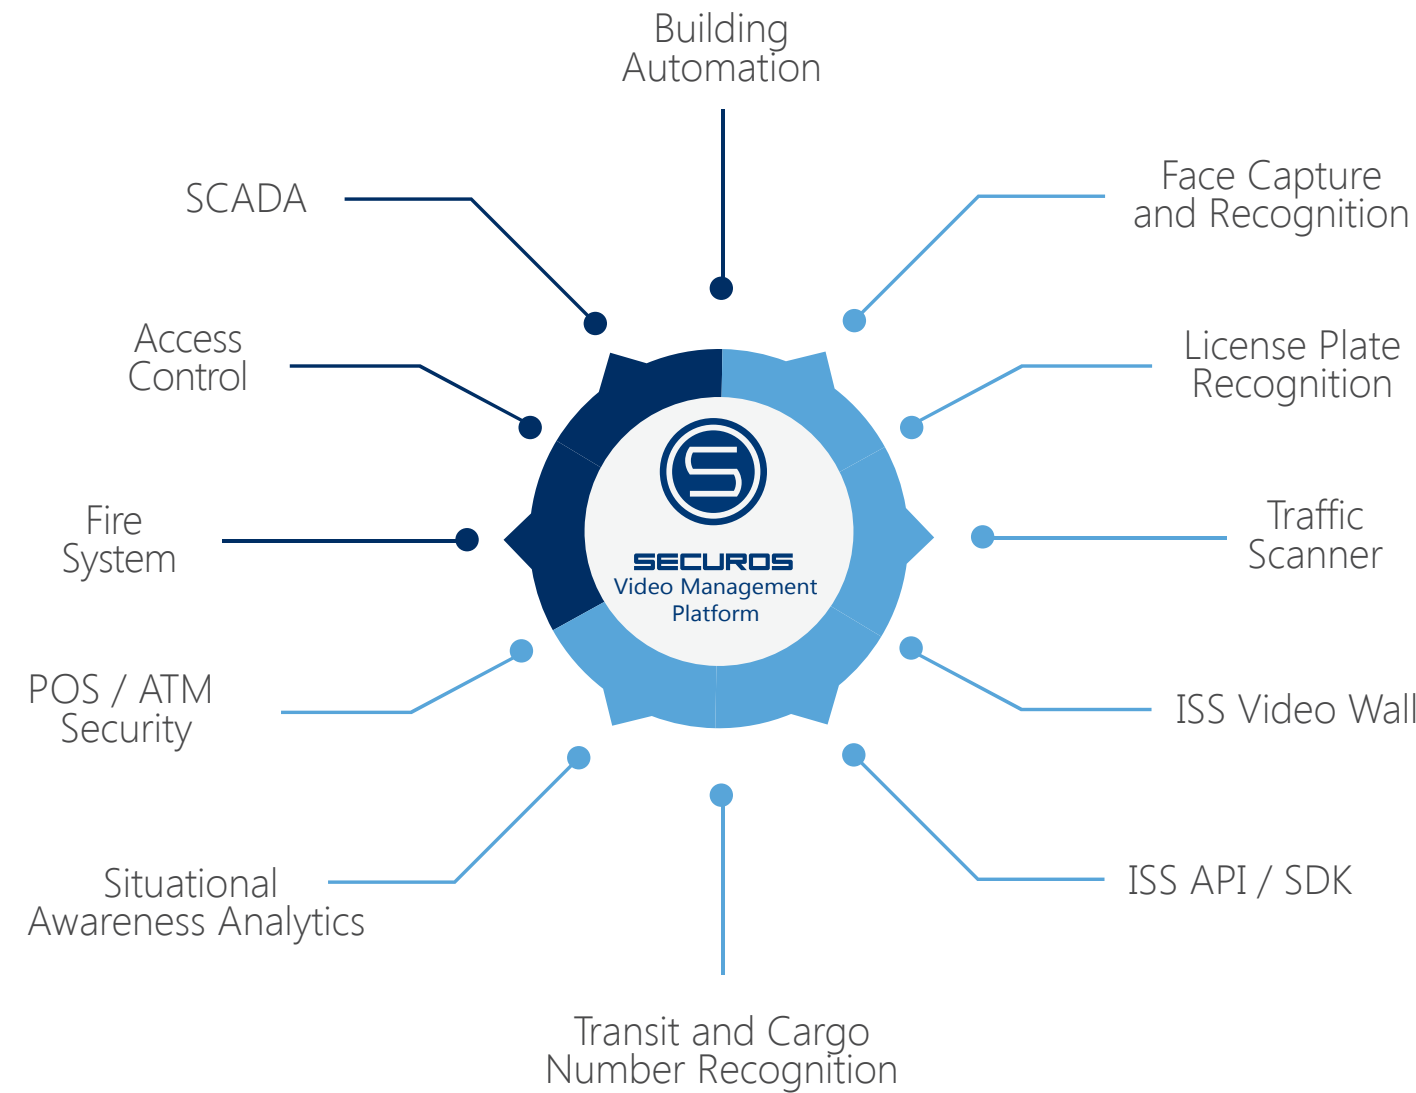 Building
Automation
SCADA
Face Capture
and Recognition
Access
Control
License Plate
Recognition
Fire
System
Traffic
Scanner
S
SECUROS
Video Management
Platform
POS / ATM
Security
ISS Video Wall
Situational
Awareness Analytics
ISS API / SDK
Transit and Cargo
Number Recognition